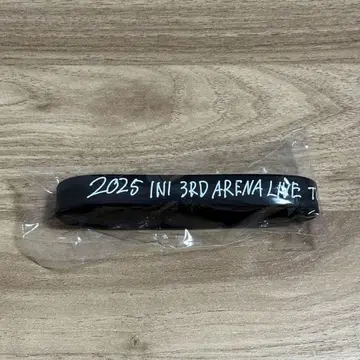 2025 INI 3RD ARENA LIVE T